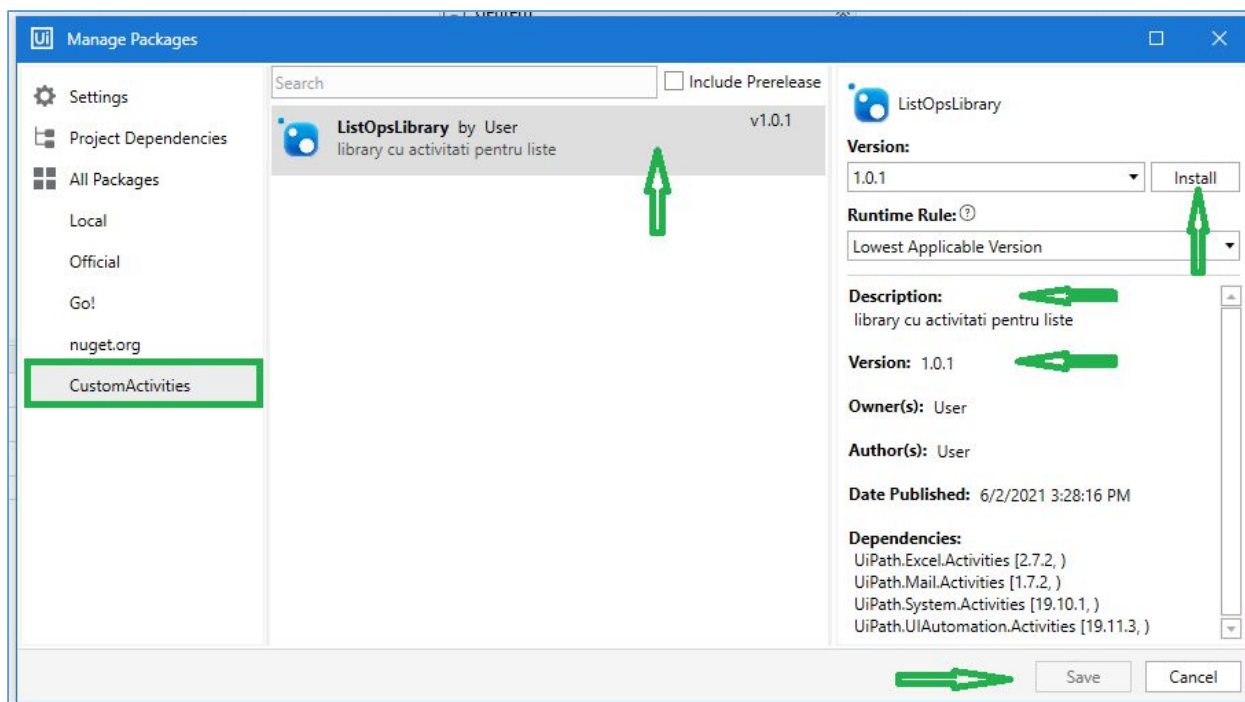 Ui Manage Packages
Settings
Project Dependencies
All Packages
Local
Official
Go!
nuget.org
CustomActivities
Search
Include Prerelease
ListOpsLibrary by User v1.0.1
library cu activitati pentru liste
ListOpsLibrary
Version:
1.0.1 Install
Runtime Rule: ?
Lowest Applicable Version
Description:
library cu activitati pentru liste
Version: 1.0.1
Owner(s): User
Author(s): User
Date Published: 6/2/2021 3:28:16 PM
Dependencies:
UiPath.Excel.Activities [2.7.2, )
UiPath.Mail.Activities [1.7.2, )
UiPath.System.Activities [19.10.1, )
UiPath.UIAutomation.Activities [19.11.3, )
Save Cancel